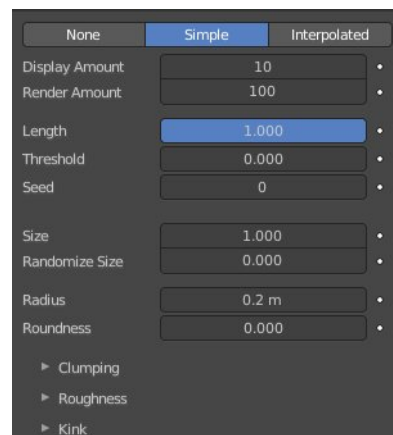 None Simple Interpolated
Display Amount 10
Render Amount 100
Length 1.000
Threshold 0.000
Seed 0
Size 1.000
Randomize Size 0.000
Radius 0.2 m
Roundness 0.000
Clumping
Roughness
Kink